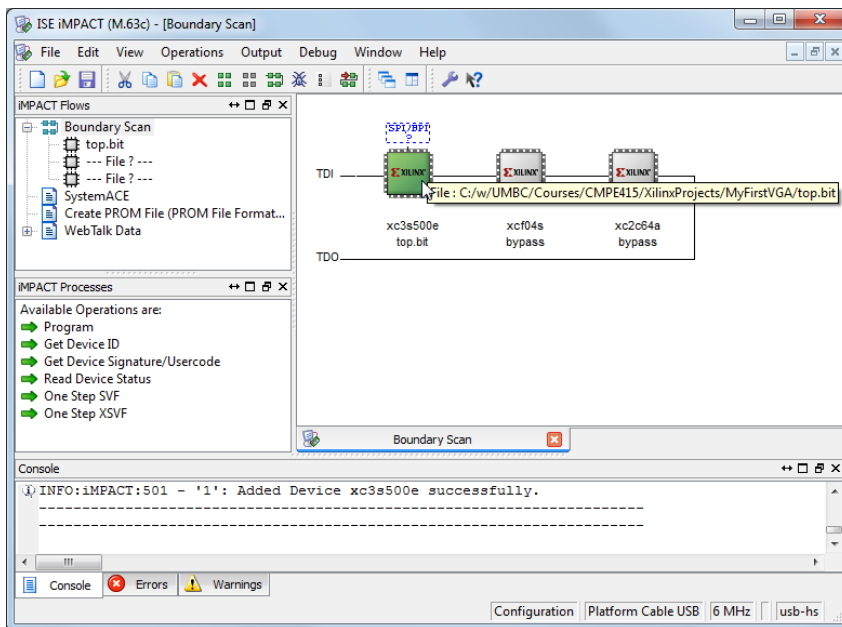 ISE iMPACT (M.63c) - [Boundary Scan]
File Edit View Operations Output Debug Window Help
iMPACT Flows
Boundary Scan
top.bit
--- File ? ---
--- File ? ---
SystemACE
Create PROM File (PROM File Format...
WebTalk Data
SPI/BPI
?
TDI
XILINX XILINX XILINX
File : C:/w/UMBC/Courses/CMPE415/XilinxProjects/MyFirstVGA/top.bit
xc3s500e xcf04s xc2c64a
top.bit bypass bypass
TDO
iMPACT Processes
Available Operations are:
Program
Get Device ID
Get Device Signature/Usercode
Read Device Status
One Step SVF
One Step XSVF
Boundary Scan
Console
INFO:iMPACT:501 - '1': Added Device xc3s500e successfully.
----------------------------------------------------------------------
----------------------------------------------------------------------
Console Errors Warnings
Configuration Platform Cable USB 6 MHz usb-hs